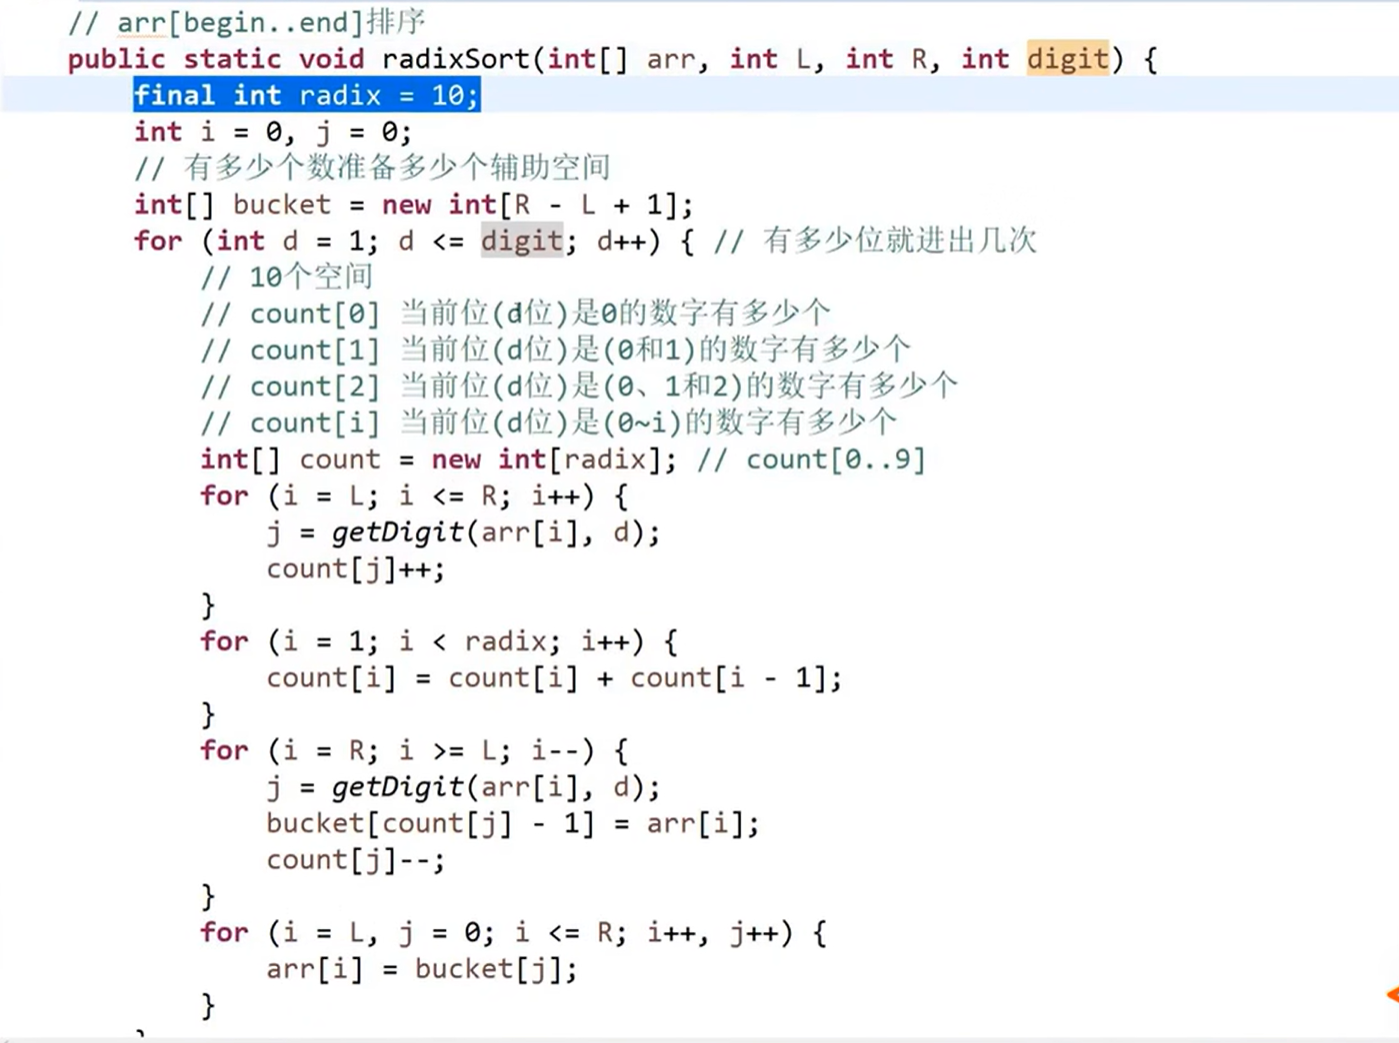 // arr[begin..end]排序
public static void radixSort(int[] arr, int L, int R, int digit) {
final int radix = 10;
int i = 0, j = 0;
// 有多少个数准备多少个辅助空间
int[] bucket = new int[R - L + 1];
for (int d = 1; d <= digit; d++) { // 有多少位就进出几次
// 10个空间
// count[0] 当前位(d位)是0的数字有多少个
// count[1] 当前位(d位)是(0和1)的数字有多少个
// count[2] 当前位(d位)是(0、1和2)的数字有多少个
// count[i] 当前位(d位)是(0~i)的数字有多少个
int[] count = new int[radix]; // count[0..9]
for (i = L; i <= R; i++) {
j = getDigit(arr[i], d);
count[j]++;
}
for (i = 1; i < radix; i++) {
count[i] = count[i] + count[i - 1];
}
for (i = R; i >= L; i--) {
j = getDigit(arr[i], d);
bucket[count[j] - 1] = arr[i];
count[j]--;
}
for (i = L, j = 0; i <= R; i++, j++) {
arr[i] = bucket[j];
}